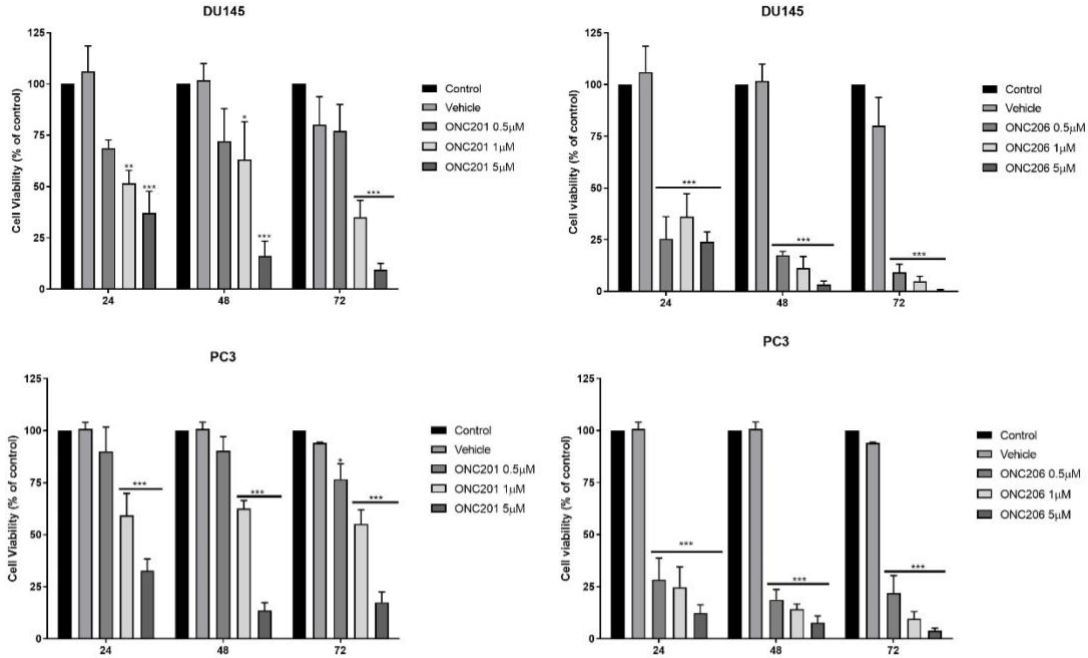 DU145
Cell Viability (% of control)
125
100
75
50
25
0
**
***
*
***
***
24
48
72
Control
Vehicle
ONC201 0.5µM
ONC201 1µM
ONC201 5µM
DU145
Cell viability (% of control)
125
100
75
50
25
0
***
***
***
24
48
72
Control
Vehicle
ONC206 0.5µM
ONC206 1µM
ONC206 5µM
PC3
Cell Viability (% of control)
125
100
75
50
25
0
***
***
*
***
24
48
72
Control
Vehicle
ONC201 0.5µM
ONC201 1µM
ONC201 5µM
PC3
Cell viability (% of control)
125
100
75
50
25
0
***
***
***
24
48
72
Control
Vehicle
ONC206 0.5µM
ONC206 1µM
ONC206 5µM